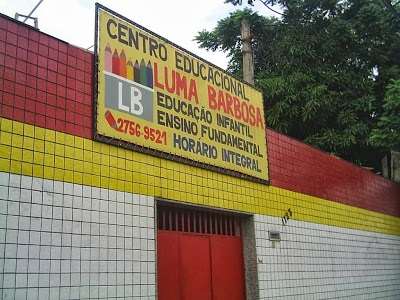 CENTRO EDUCACIONAL
LUMA BARBOSA
LB
EDUCAÇÃO INFANTIL
ENSINO FUNDAMENTAL
2756-9521
HORÁRIO INTEGRAL